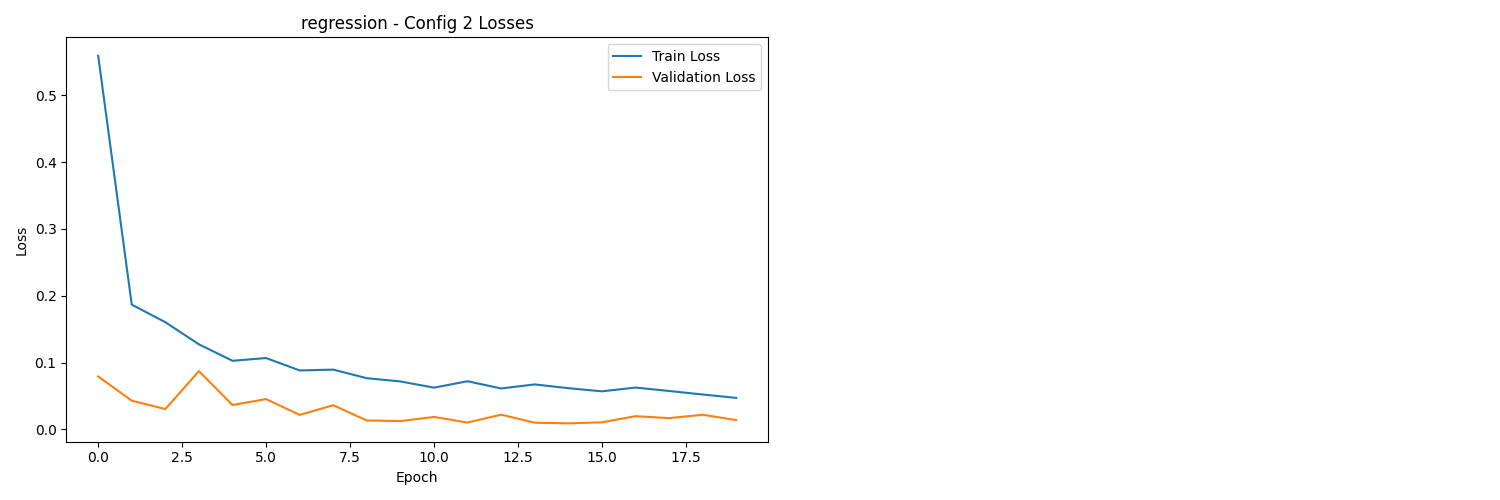 regression - Config 2 Losses
Train Loss
Validation Loss
Loss
0.5
0.4
0.3
0.2
0.1
0.0
0.0 2.5 5.0 7.5 10.0 12.5 15.0 17.5
Epoch